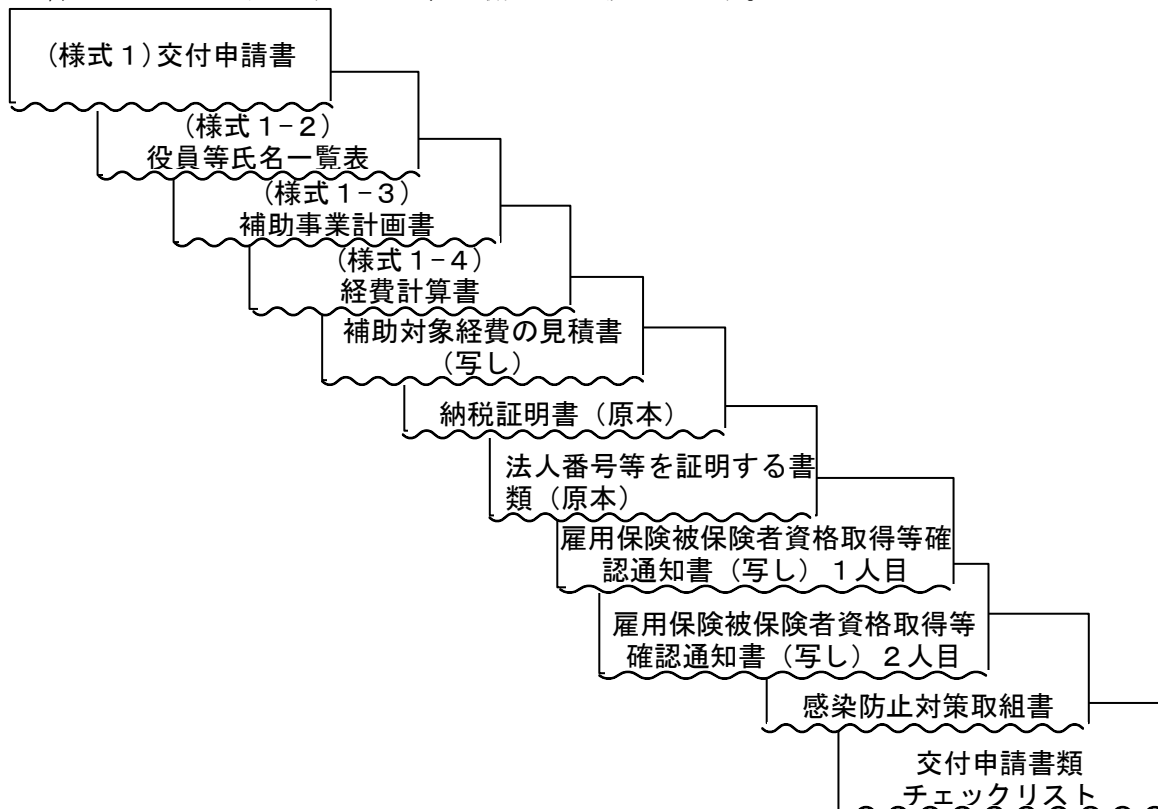 (様式1)交付申請書
(様式1-2)
役員等氏名一覧表
(様式1-3)
補助事業計画書
(様式1-4)
経費計算書
補助対象経費の見積書
(写し)
納税証明書(原本)
法人番号等を証明する書
類(原本)
雇用保険被保険者資格取得等確
認通知書(写し)1人目
雇用保険被保険者資格取得等
確認通知書(写し)2人目
感染防止対策取組書
交付申請書類
チェックリスト